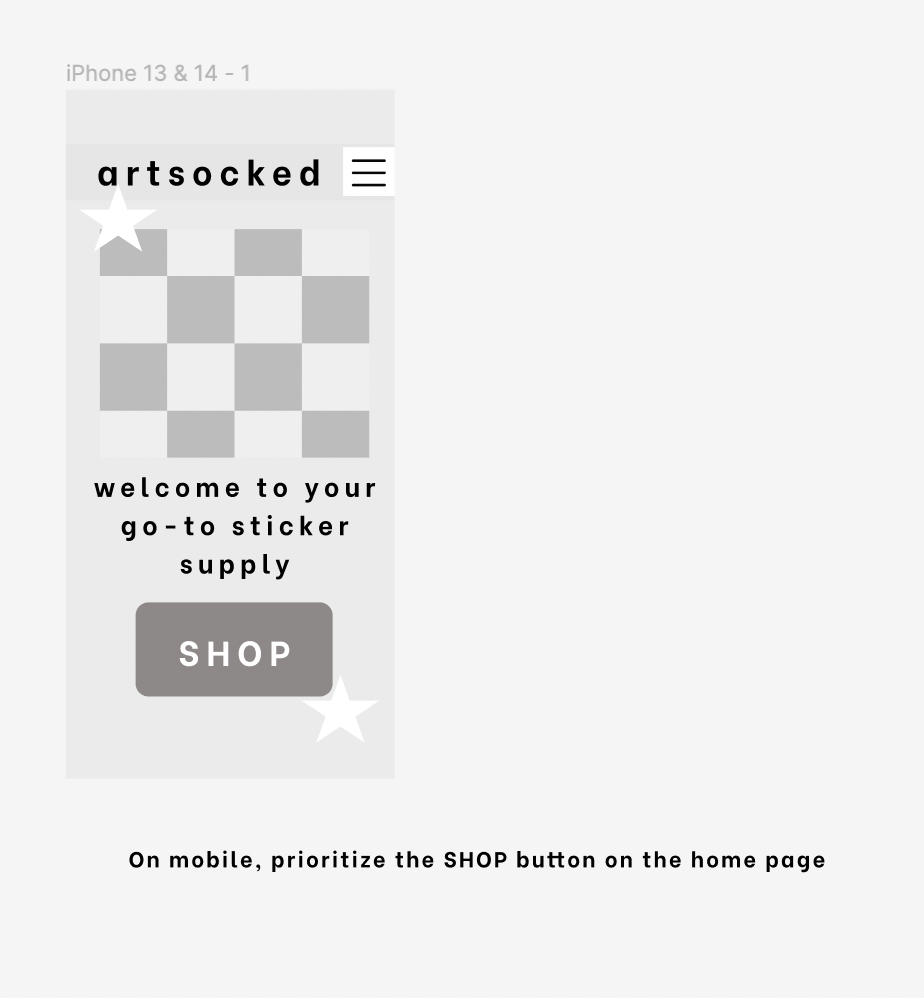 iPhone 13 & 14 - 1
artsocked
welcome to your
go-to sticker
supply
SHOP
On mobile, prioritize the SHOP button on the home page